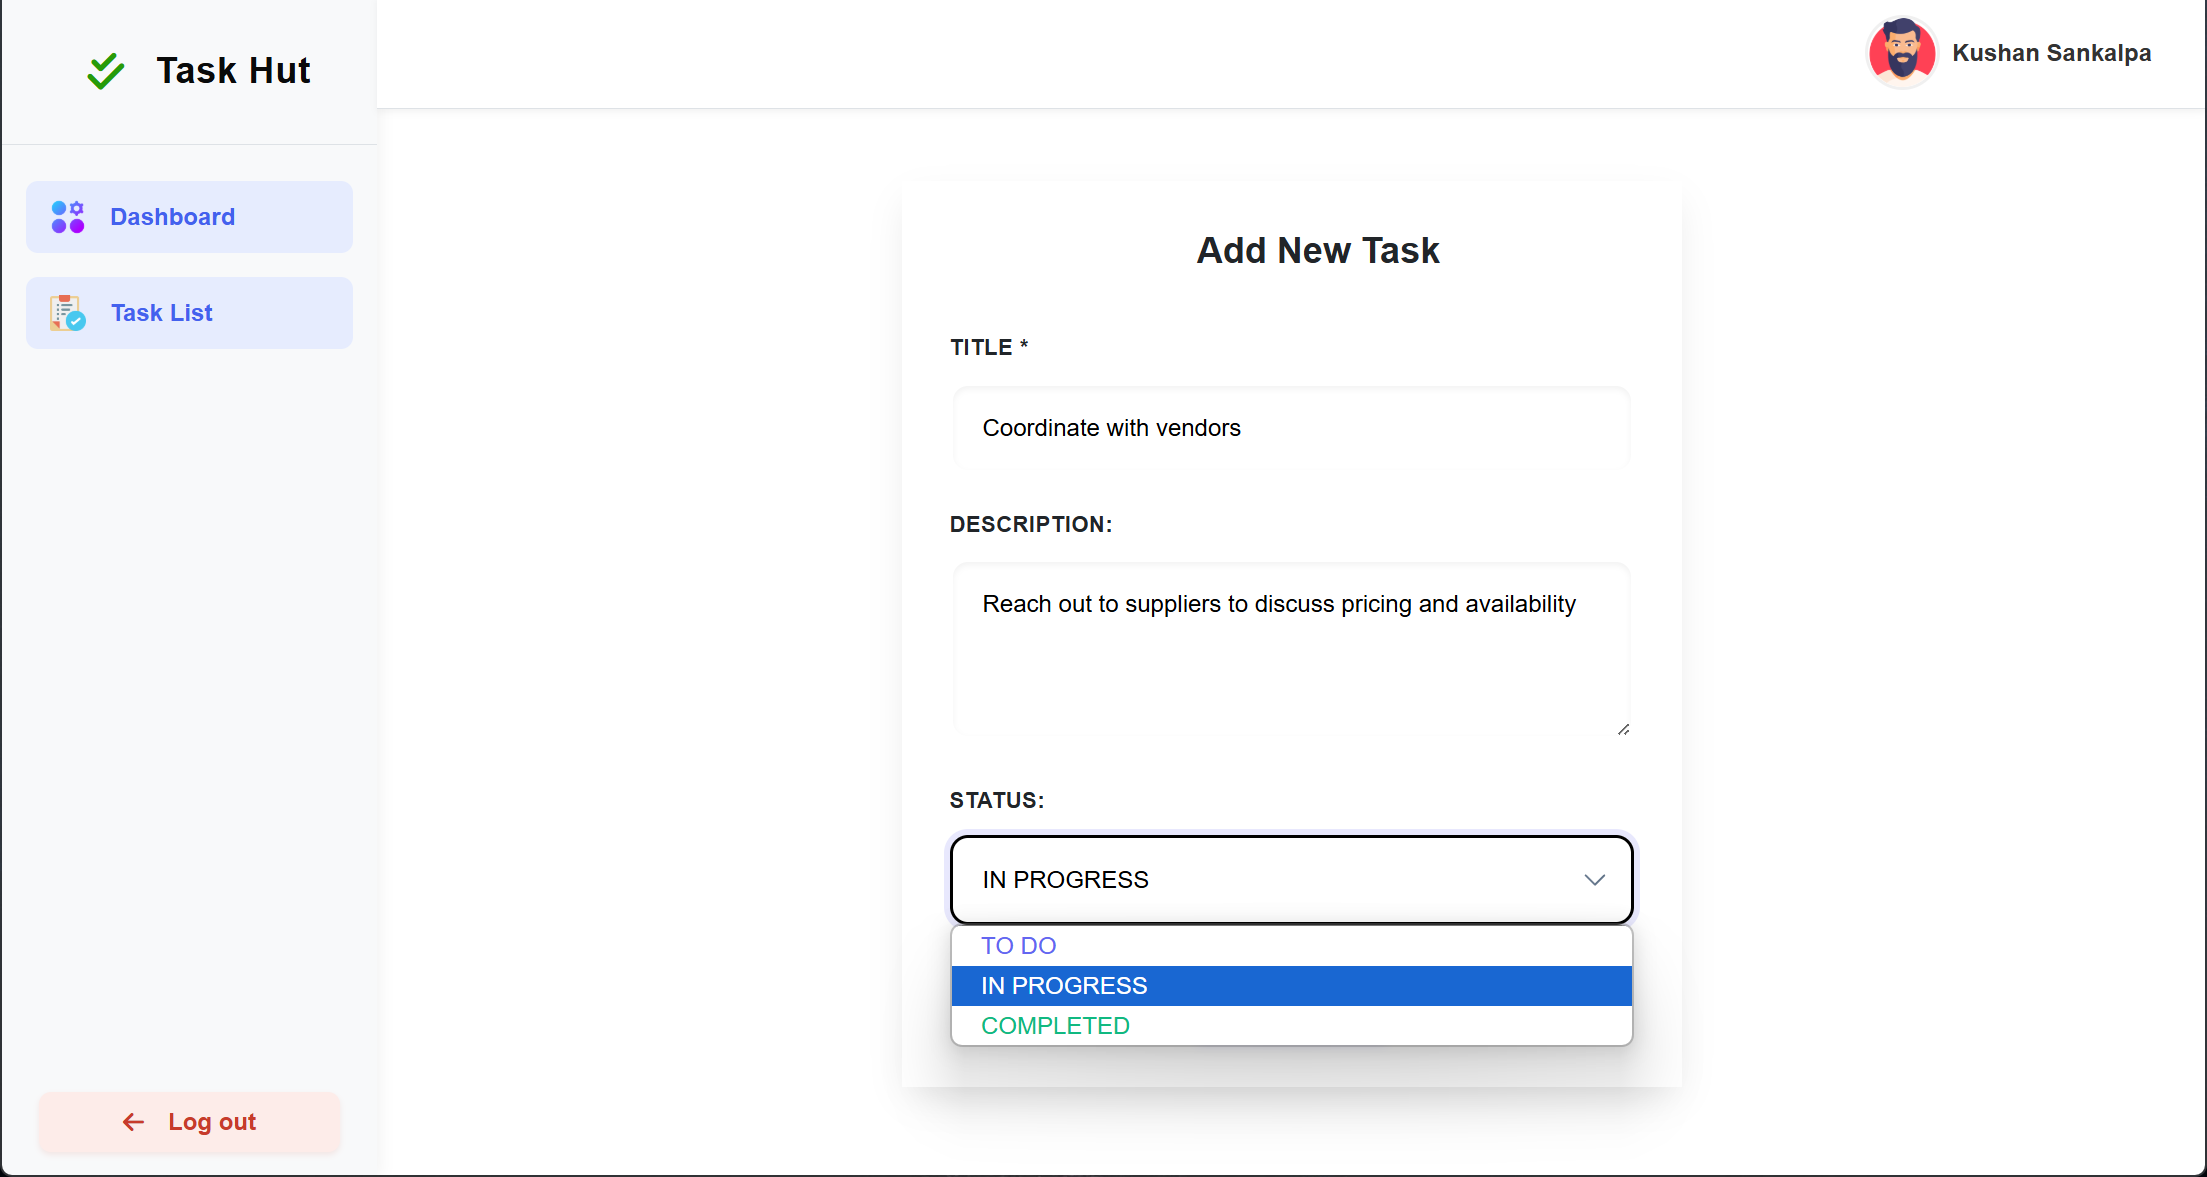 Task Hut
Kushan Sankalpa
Dashboard
Task List
Add New Task
TITLE *
Coordinate with vendors
DESCRIPTION:
Reach out to suppliers to discuss pricing and availability
STATUS:
IN PROGRESS
TO DO
IN PROGRESS
COMPLETED
Log out